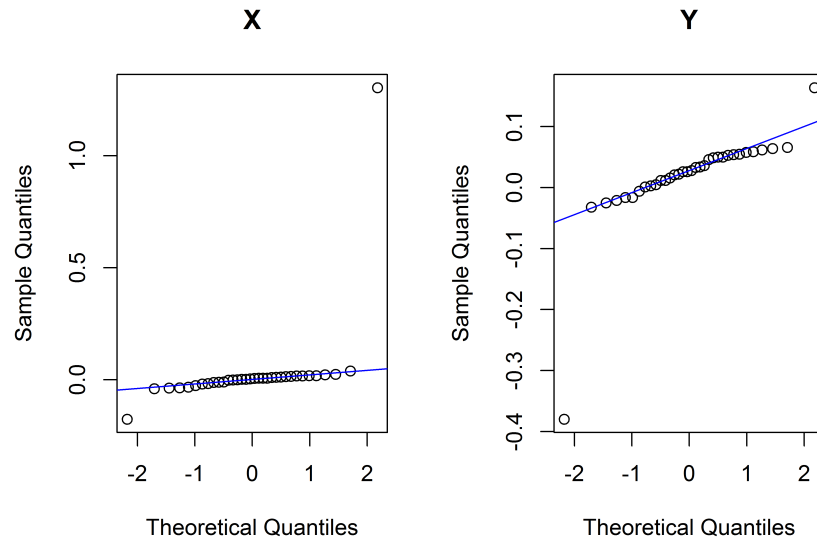 X
Sample Quantiles
1.0
0.5
0.0
-2 -1 0 1 2
Theoretical Quantiles
Y
Sample Quantiles
0.1
0.0
-0.1
-0.2
-0.3
-0.4
-2 -1 0 1 2
Theoretical Quantiles